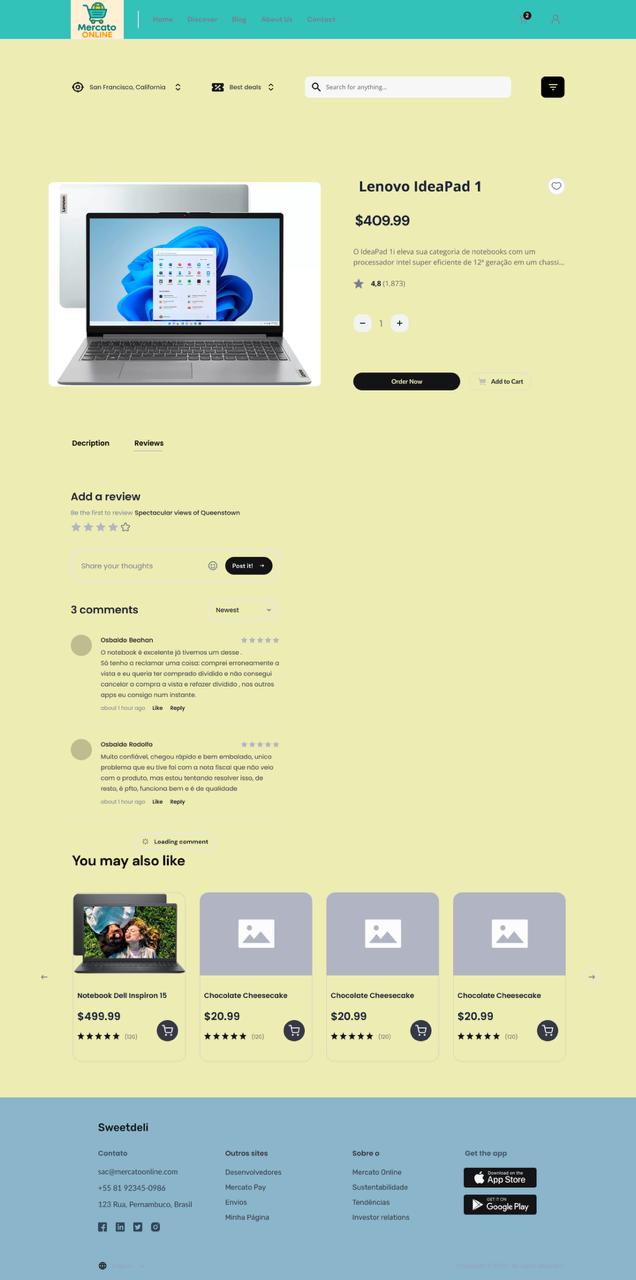 Mercato
ONLINE
Home Discover Blog About Us Contact
2
San Francisco, California
Best deals
Search for anything...
Lenovo
Lenovo IdeaPad 1
$409.99
O IdeaPad 1i eleva sua categoria de notebooks com um
processador intel super eficiente de 12ª geração em um chassi...
4,8 (1,873)
1
Order Now
Add to Cart
Decription Reviews
Add a review
Be the first to review Spectacular views of Queenstown
Share your thoughts
Post it!
3 comments
Newest
Osbaldo Bechan
O notebook é excelente já tivemos um desse .
Só tenho a reclamar uma coisa: comprei erroneamente a
vista e eu queria ter comprado dividido e não consegui
cancelar a compra a vista e refazer dividido , nos outros
apps eu consigo num instante.
about 1 hour ago Like Reply
Osbaldo Rodolfo
Muito confiável, chegou rápido e bem embalado, unico
problema que eu tive foi com a nota fiscal que não veio
com o produto, mas estou tentando resolver isso, de
resto, é pfto, funciona bem e é de qualidade
about 1 hour ago Like Reply
Loading comment
You may also like
Notebook Dell Inspiron 15
$499.99
(120)
Chocolate Cheesecake
$20.99
(120)
Chocolate Cheesecake
$20.99
(120)
Chocolate Cheesecake
$20.99
(120)
Sweetdeli
Contato
sac@mercatoonline.com
+55 81 92345-0986
123 Rua, Pernambuco, Brasil
Outros sites
Desenvolvedores
Mercato Pay
Envios
Minha Página
Sobre o
Mercato Online
Sustentabilidade
Tendências
Investor relations
Get the app
Download on the
App Store
GET IT ON
Google Play